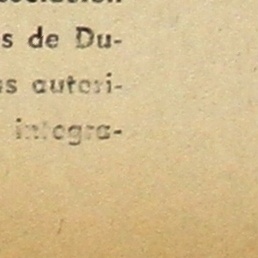 s de Du-
s autori-
integra-